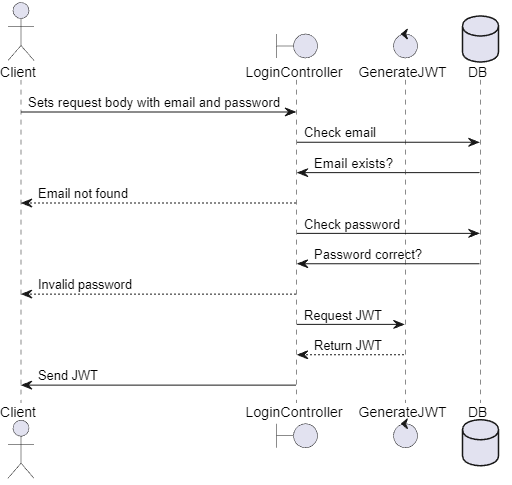 Client
LoginController
GenerateJWT
DB
Sets request body with email and password
Check email
Email exists?
Email not found
Check password
Password correct?
Invalid password
Request JWT
Return JWT
Send JWT
Client
LoginController
GenerateJWT
DB